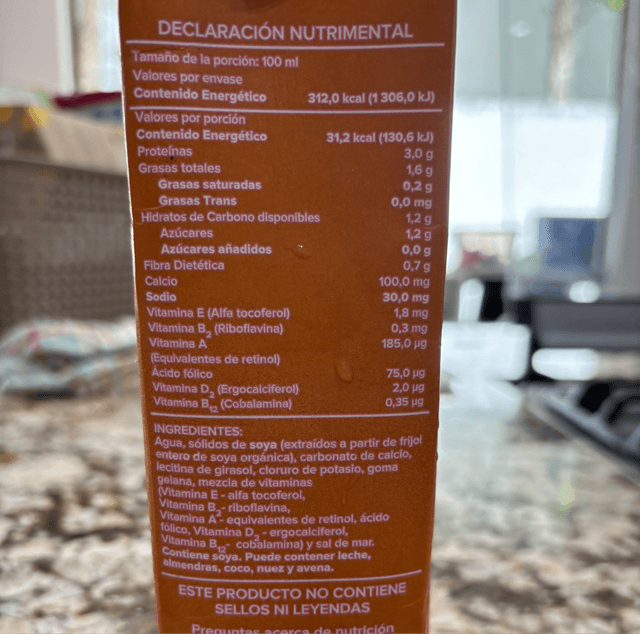 DECLARACIÓN NUTRIMENTAL
Tamaño de la porción: 100 ml
Valores por envase
Contenido Energético 312,0 kcal (1 306,0 kJ)
Valores por porción
Contenido Energético 31,2 kcal (130,6 kJ)
Proteínas 3,0 g
Grasas totales 1,6 g
Grasas saturadas 0,2 g
Grasas Trans 0,0 mg
Hidratos de Carbono disponibles 1,2 g
Azúcares 1,2 g
Azúcares añadidos 0,0 g
Fibra Dietética 0,7 g
Calcio 100,0 mg
Sodio 30,0 mg
Vitamina E (Alfa tocoferol) 1,8 mg
Vitamina B₂ (Riboflavina) 0,3 mg
Vitamina A 185,0 µg
(Equivalentes de retinol)
Ácido fólico 75,0 µg
Vitamina D₂ (Ergocalciferol) 2,0 µg
Vitamina B₁₂ (Cobalamina) 0,35 µg
INGREDIENTES:
Agua, sólidos de soya (extraídos a partir de frijol
entero de soya orgánica), carbonato de calcio,
lecitina de girasol, cloruro de potasio, goma
gelana, mezcla de vitaminas
(Vitamina E - alfa tocoferol,
Vitamina B₂- riboflavina,
Vitamina A - equivalentes de retinol, ácido
fólico, Vitamina D₂ - ergocalciferol,
Vitamina B₁₂- cobalamina) y sal de mar.
Contiene soya. Puede contener leche,
almendras, coco, nuez y avena.
ESTE PRODUCTO NO CONTIENE
SELLOS NI LEYENDAS
Preguntas acerca de nutrición